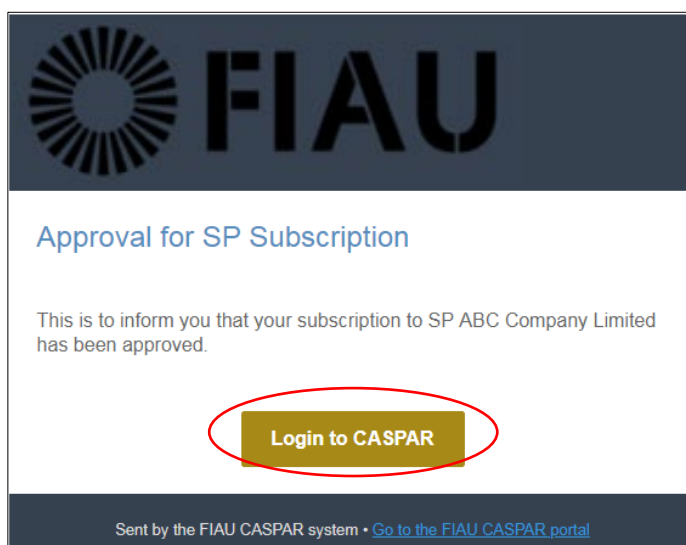 FIAU
Approval for SP Subscription
This is to inform you that your subscription to SP ABC Company Limited
has been approved.
Login to CASPAR
Sent by the FIAU CASPAR system • Go to the FIAU CASPAR portal